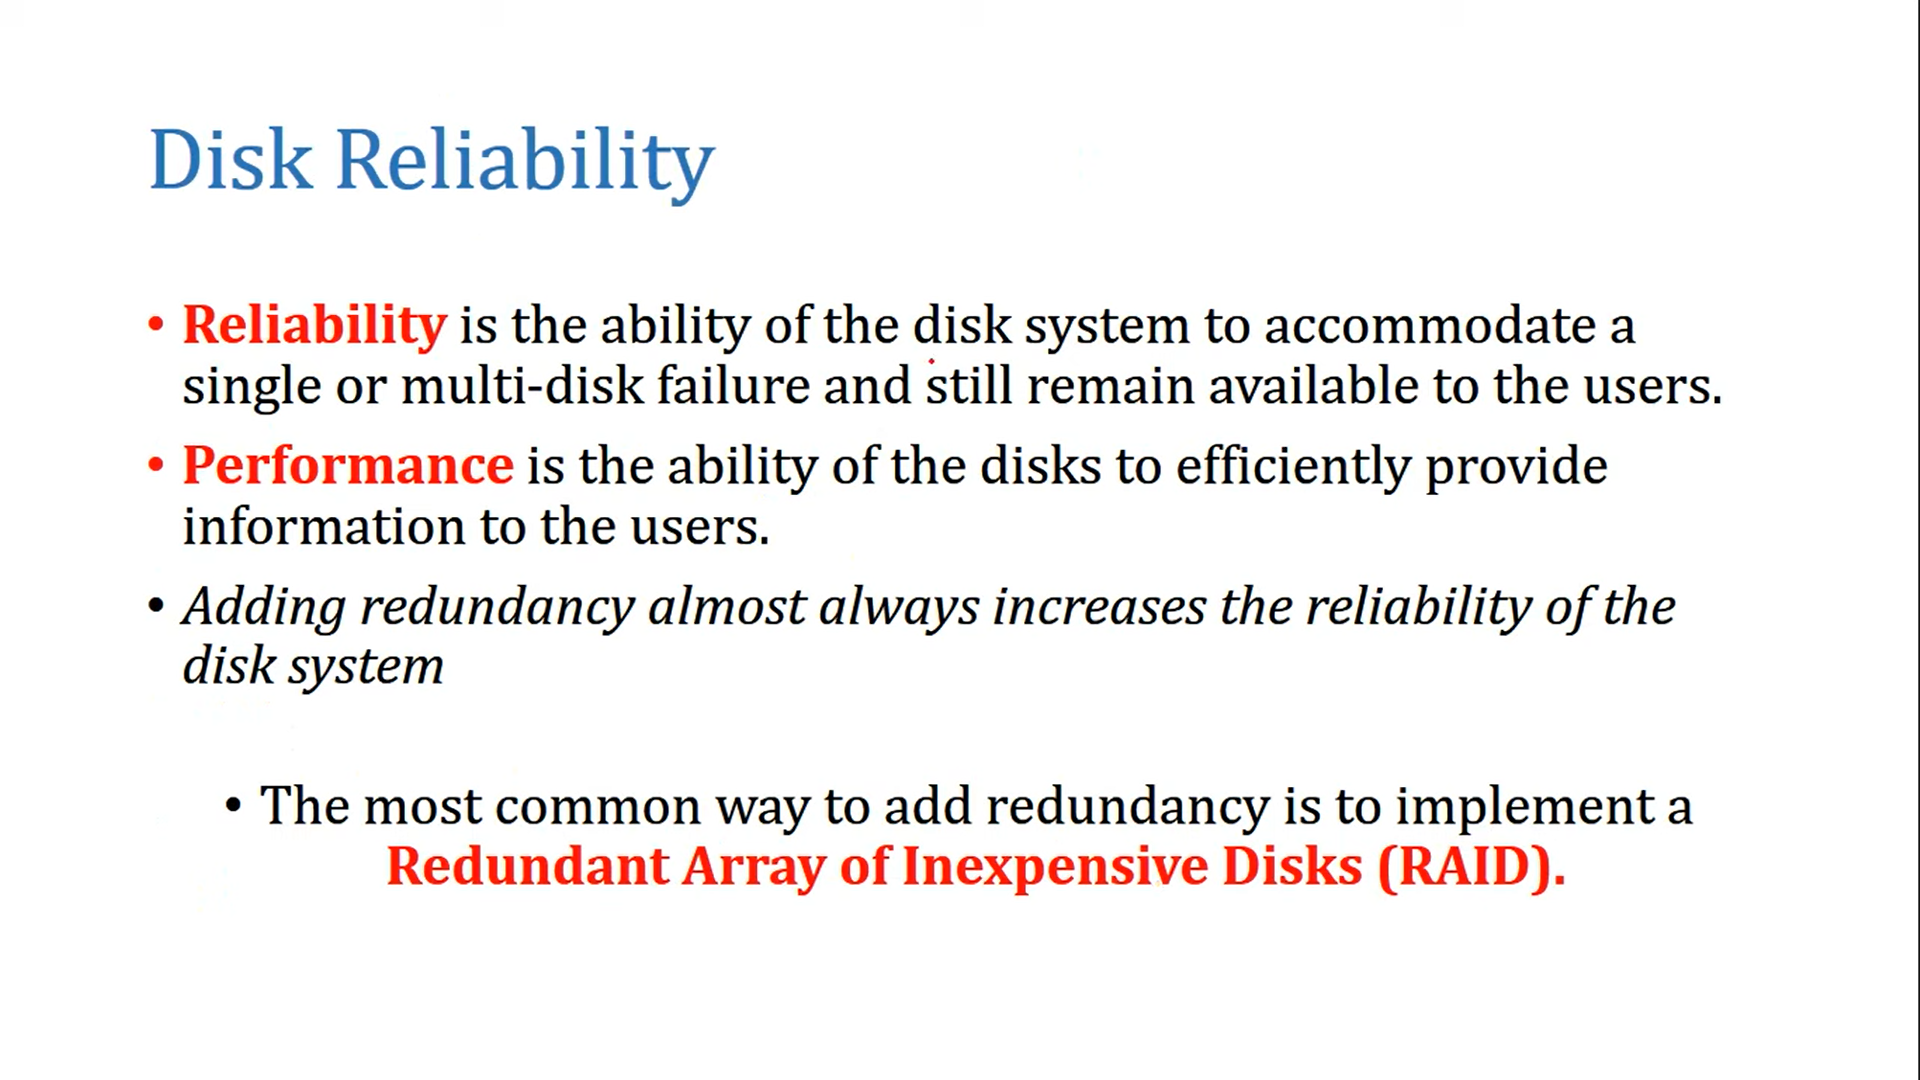 Disk Reliability
• Reliability is the ability of the disk system to accommodate a
single or multi-disk failure and still remain available to the users.
• Performance is the ability of the disks to efficiently provide
information to the users.
• Adding redundancy almost always increases the reliability of the
disk system
• The most common way to add redundancy is to implement a
Redundant Array of Inexpensive Disks (RAID).